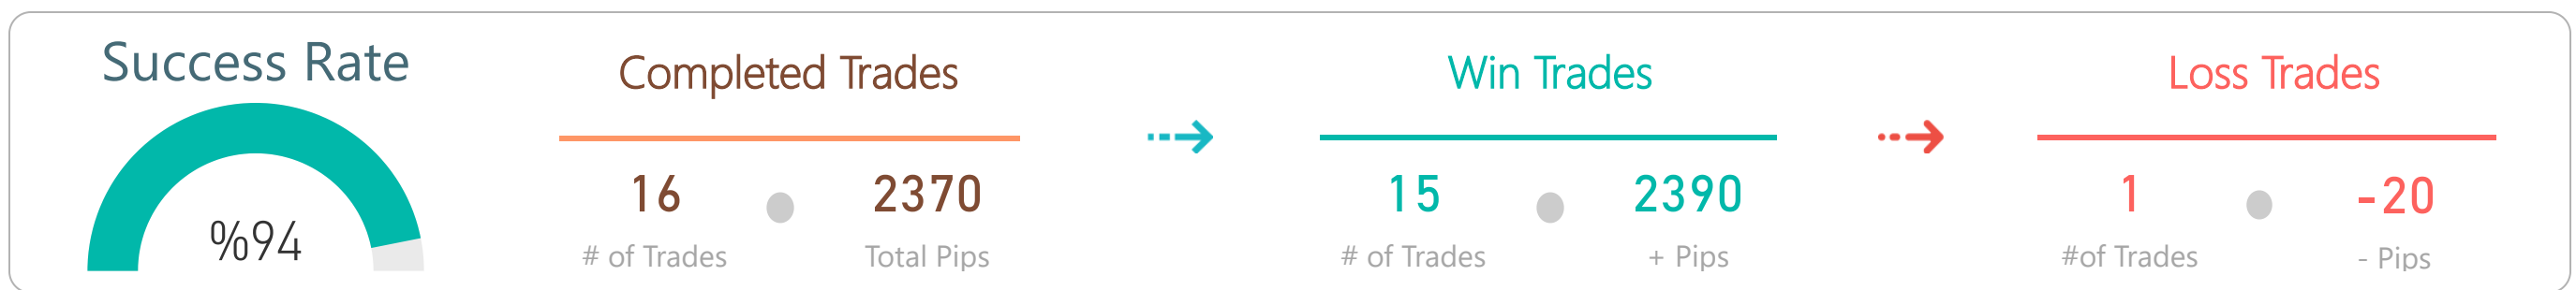 Success Rate
%94
Completed Trades
16 2370
# of Trades Total Pips
Win Trades
15 2390
# of Trades + Pips
Loss Trades
1 -20
#of Trades - Pips